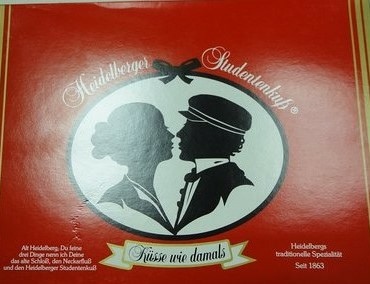 Heidelberger Studentenkuß ®
Küsse wie damals
Alt Heidelberg, Du feine
drei Dinge nenn ich Deine
das alte Schloß, den Neckarfluß
und den Heidelberger Studentenkuß
Heidelbergs
traditionelle Spezialität
Seit 1863